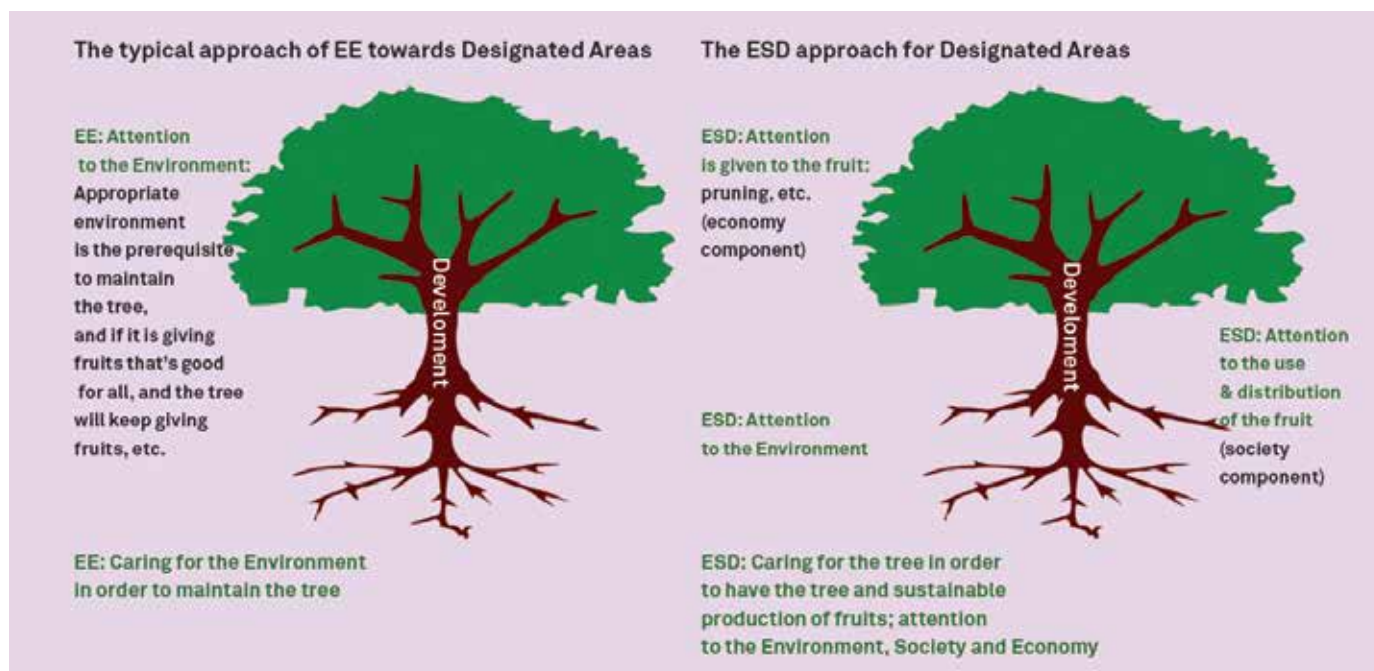 The typical approach of EE towards Designated Areas
EE: Attention
to the Environment:
Appropriate
environment
is the prerequisite
to maintain
the tree,
and if it is giving
fruits that's good
for all, and the tree
will keep giving
fruits, etc.
Develoment
EE: Caring for the Environment
in order to maintain the tree
The ESD approach for Designated Areas
ESD: Attention
is given to the fruit:
pruning, etc.
(economy
component)
Develoment
ESD: Attention
to the use
& distribution
of the fruit
(society
component)
ESD: Attention
to the Environment
ESD: Caring for the tree in order
to have the tree and sustainable
production of fruits; attention
to the Environment, Society and Economy